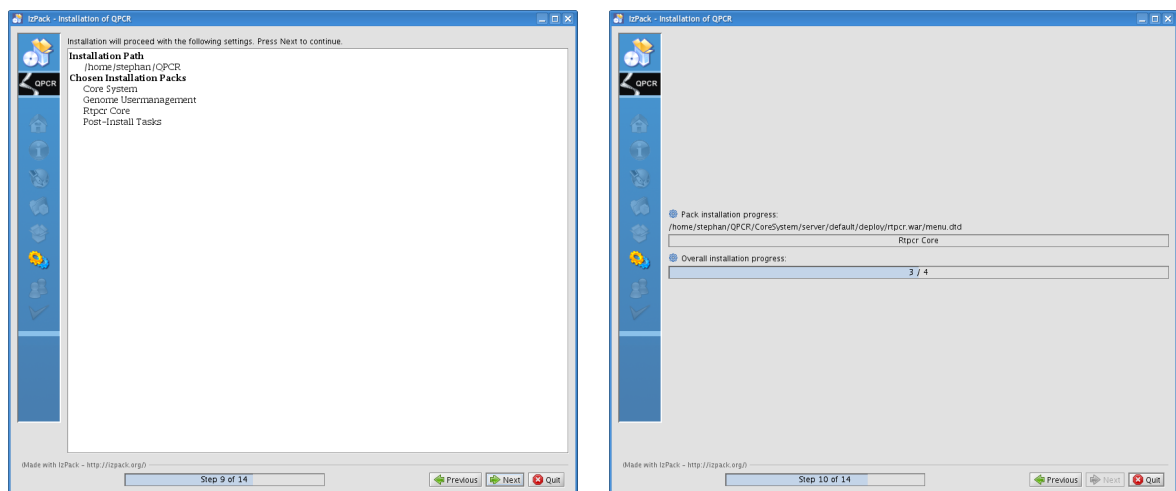 IzPack - Installation of QPCR
Installation will proceed with the following settings. Press Next to continue.
QPCR
Installation Path
/home/stephan/QPCR
Chosen Installation Packs
Core System
Genome Usermanagement
Rtpcr Core
Post-Install Tasks
(Made with IzPack - http://izpack.org/)
Step 9 of 14
Previous
Next
Quit
IzPack - Installation of QPCR
QPCR
Pack installation progress:
/home/stephan/QPCR/CoreSystem/server/default/deploy/rtpcr.war/menu.dtd
Rtpcr Core
Overall installation progress:
3 / 4
(Made with IzPack - http://izpack.org/)
Step 10 of 14
Previous
Next
Quit